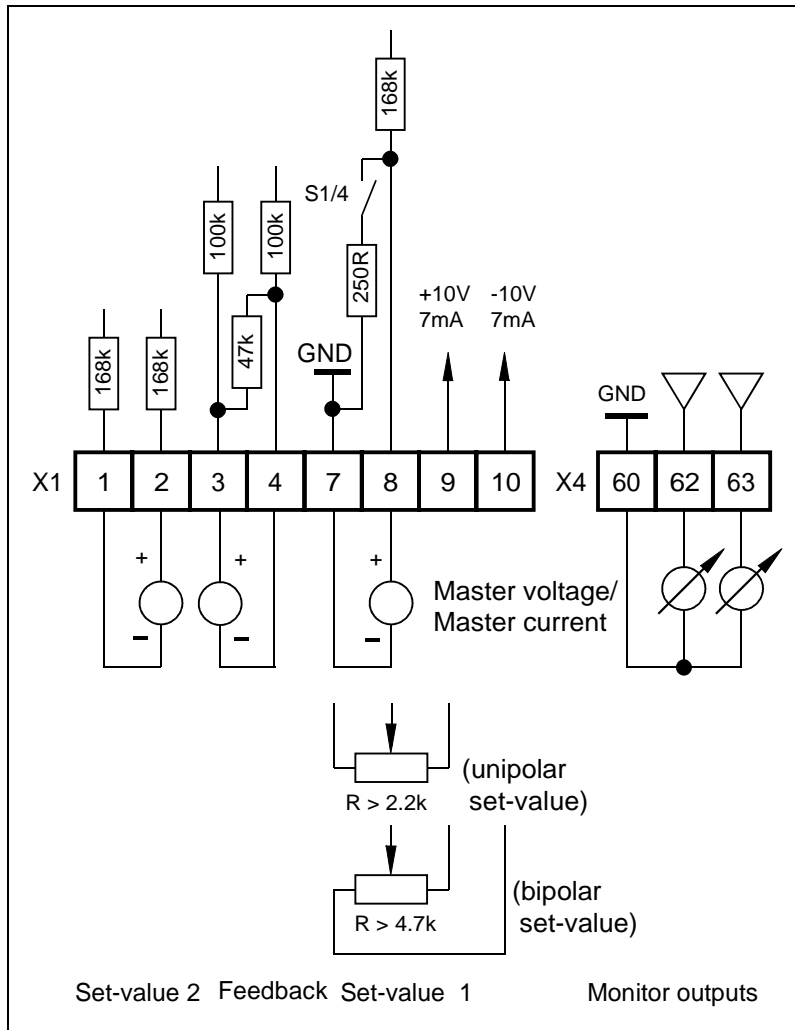 168k
S1/4
100k
100k
250R
+10V
7mA
-10V
7mA
47k
GND
168k
168k
GND
X1 1 2 3 4 7 8 9 10 X4 60 62 63
+ + +
Master voltage/
Master current
- - -
(unipolar
set-value)
R > 2.2k
(bipolar
set-value)
R > 4.7k
Set-value 2 Feedback Set-value 1 Monitor outputs